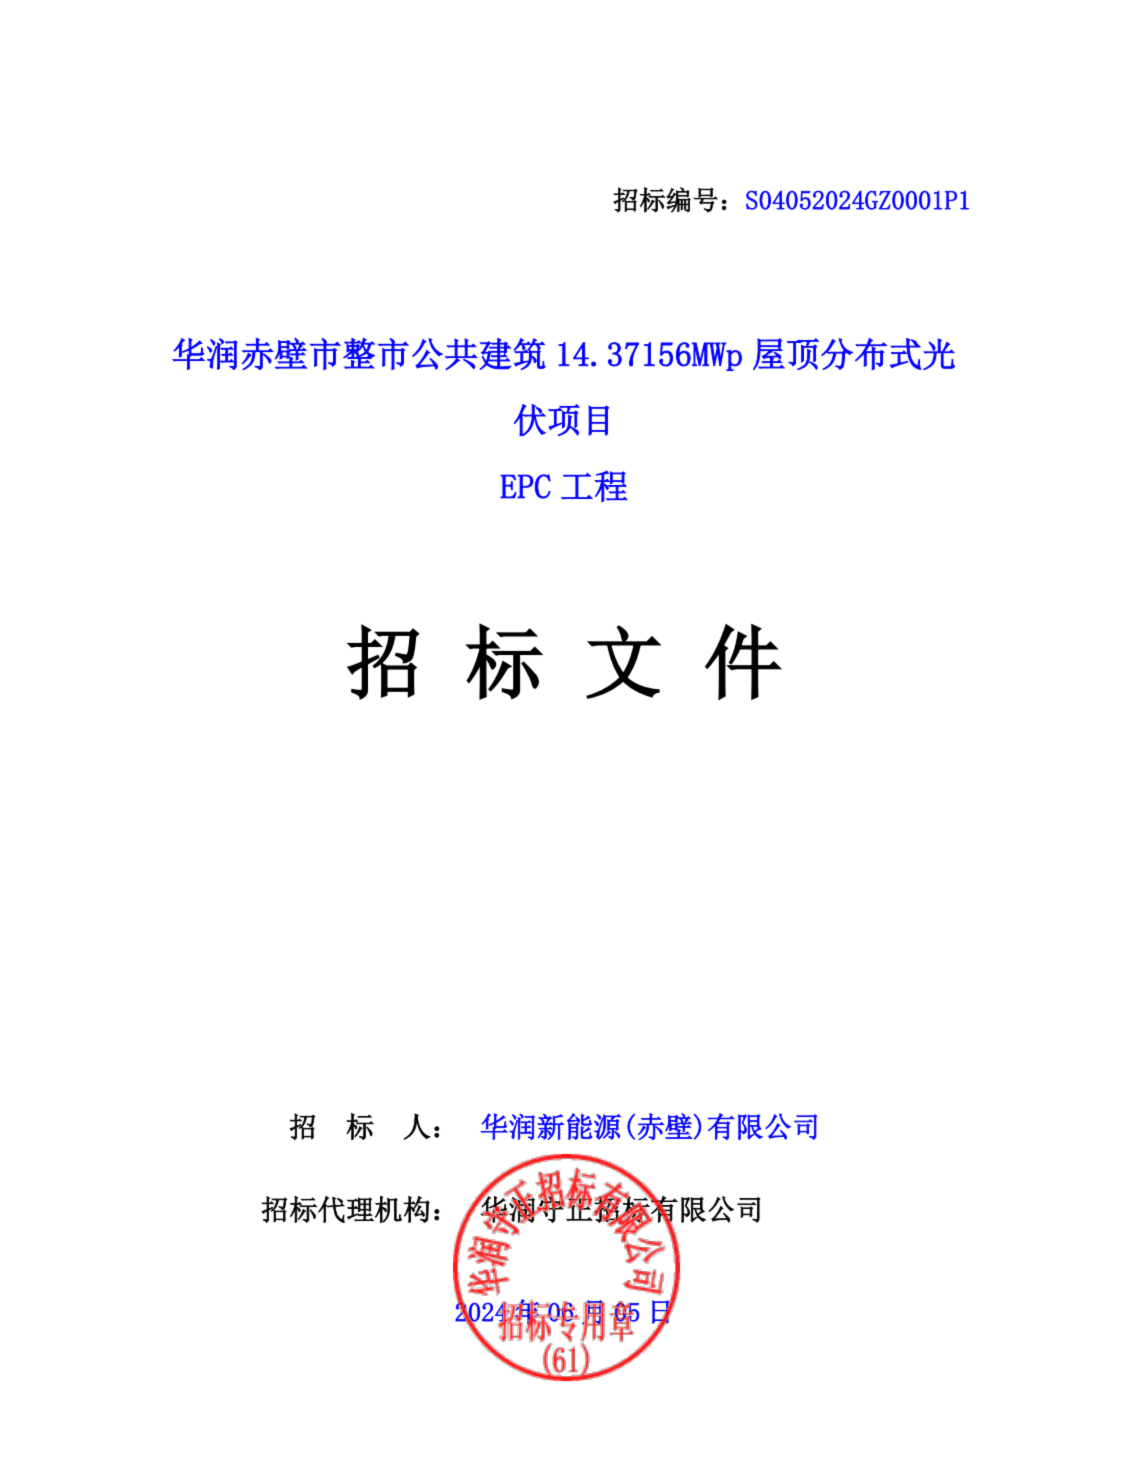 招标编号：S04052024GZ0001P1
华润赤壁市整市公共建筑 14.37156MWp 屋顶分布式光
伏项目
EPC 工程
招 标 文 件
招 标 人： 华润新能源(赤壁)有限公司
招标代理机构： 华润守正招标有限公司
2024 年 06 月 05 日
华润守正招标有限公司
招标专用章
(61)